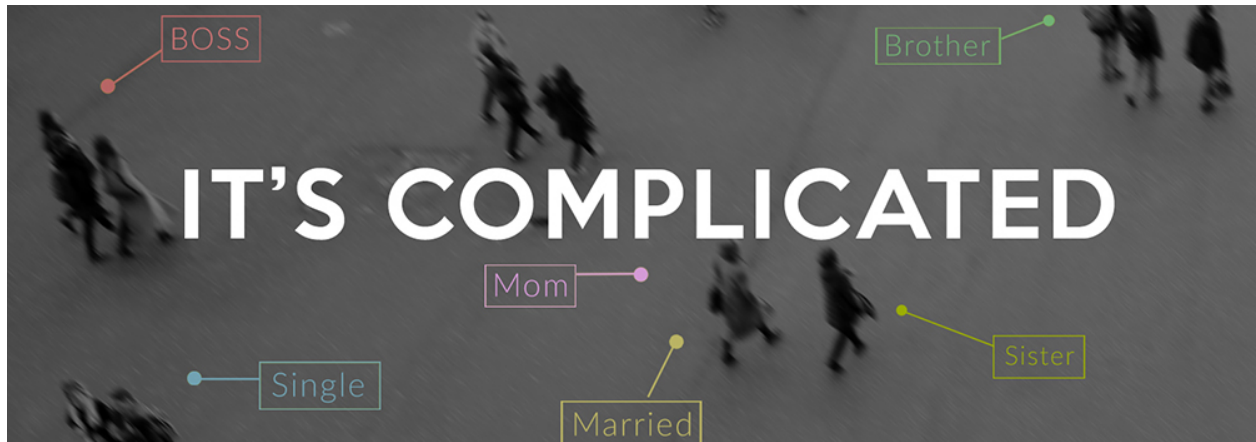 BOSS
Brother
IT'S COMPLICATED
Mom
Sister
Single
Married